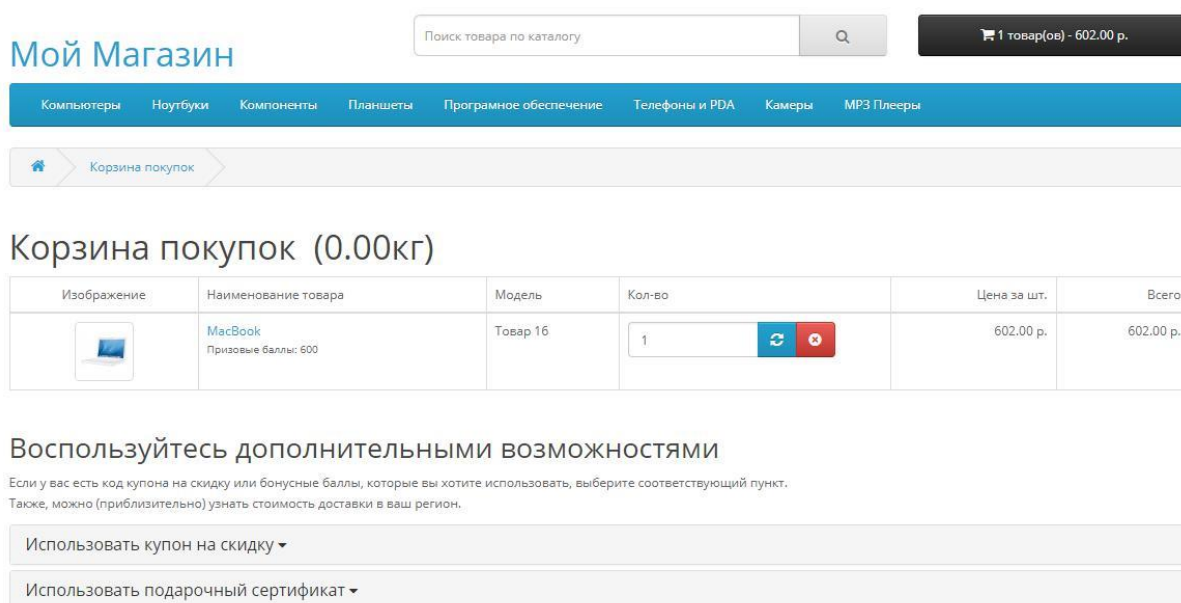 Поиск товара по каталогу
1 товар(ов) - 602.00 р.
Мой Магазин
Компьютеры Ноутбуки Компоненты Планшеты Програмное обеспечение Телефоны и PDA Камеры MP3 Плееры
Корзина покупок
Корзина покупок (0.00кг)
Изображение Наименование товара Модель Кол-во Цена за шт. Всего
MacBook Товар 16 1 602.00 р. 602.00 р.
Призовые баллы: 600
Воспользуйтесь дополнительными возможностями
Если у вас есть код купона на скидку или бонусные баллы, которые вы хотите использовать, выберите соответствующий пункт.
Также, можно (приблизительно) узнать стоимость доставки в ваш регион.
Использовать купон на скидку
Использовать подарочный сертификат